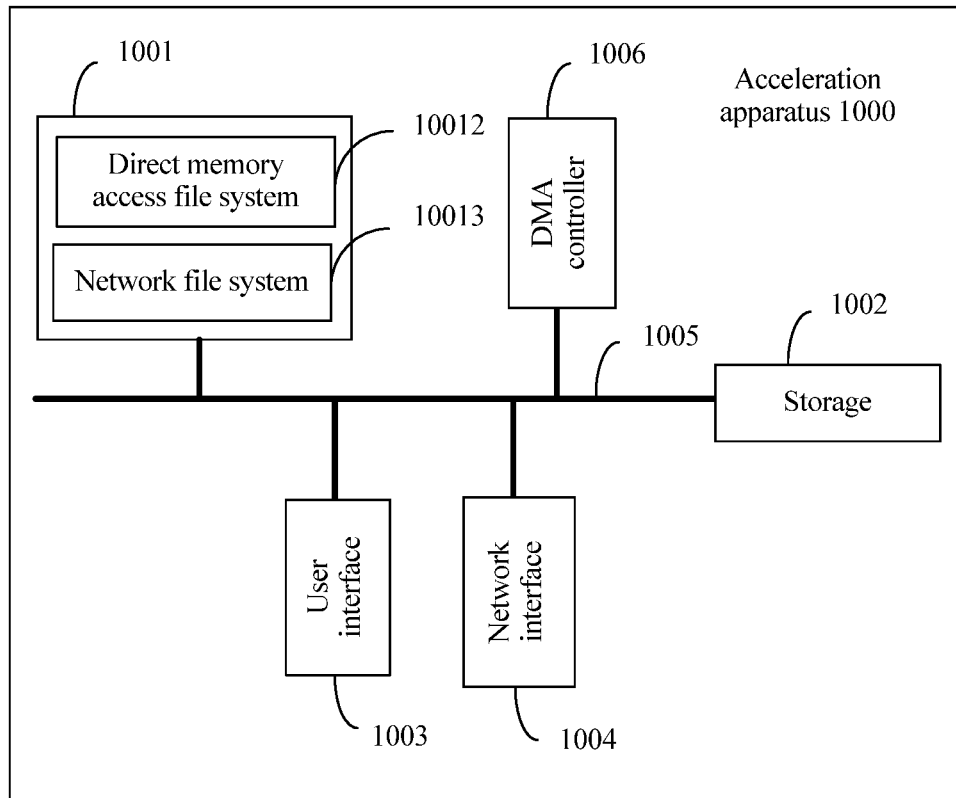 1001
1006
Acceleration
apparatus 1000
10012
Direct memory
access file system
10013
Network file system
DMA
controller
1002
1005
Storage
User
interface
Network
interface
1003
1004